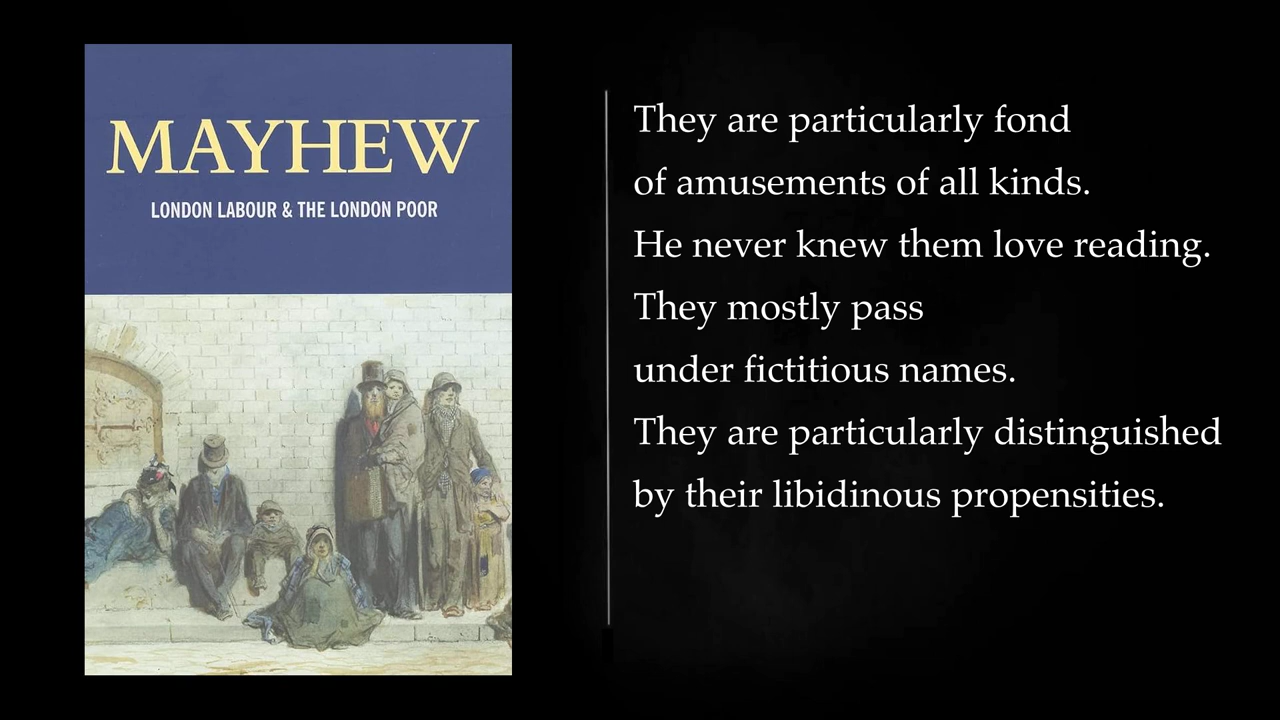 MAYHEW
LONDON LABOUR & THE LONDON POOR
They are particularly fond
of amusements of all kinds.
He never knew them love reading.
They mostly pass
under fictitious names.
They are particularly distinguished
by their libidinous propensities.